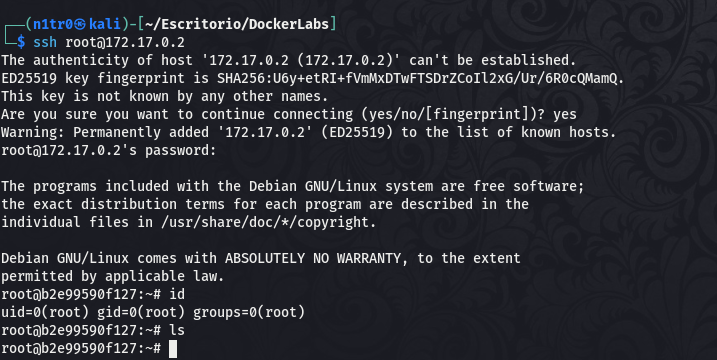 ┌──(n1tr0㉿kali)-[~/Escritorio/DockerLabs]
└─$ ssh root@172.17.0.2
The authenticity of host '172.17.0.2 (172.17.0.2)' can't be established.
ED25519 key fingerprint is SHA256:U6y+etRI+fVmMxDTwFTSDrZCoIl2xG/Ur/6R0cQMamQ.
This key is not known by any other names.
Are you sure you want to continue connecting (yes/no/[fingerprint])? yes
Warning: Permanently added '172.17.0.2' (ED25519) to the list of known hosts.
root@172.17.0.2's password:
The programs included with the Debian GNU/Linux system are free software;
the exact distribution terms for each program are described in the
individual files in /usr/share/doc/*/copyright.
Debian GNU/Linux comes with ABSOLUTELY NO WARRANTY, to the extent
permitted by applicable law.
root@b2e99590f127:~# id
uid=0(root) gid=0(root) groups=0(root)
root@b2e99590f127:~# ls
root@b2e99590f127:~#